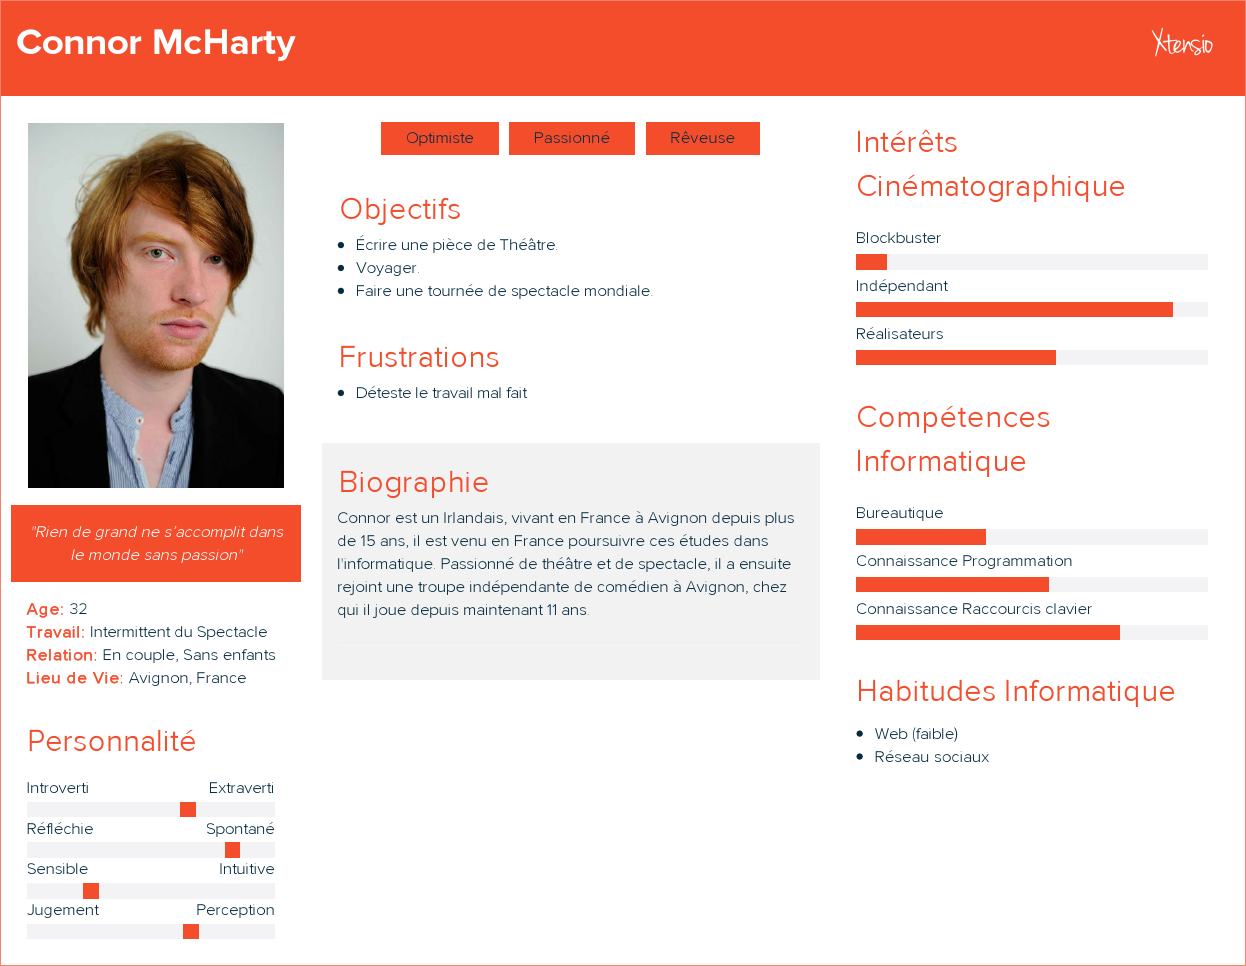 Connor McHarty
Xtensio
"Rien de grand ne s'accomplit dans
le monde sans passion"
Age: 32
Travail: Intermittent du Spectacle
Relation: En couple, Sans enfants
Lieu de Vie: Avignon, France
Personnalité
Introverti Extraverti
Réfléchie Spontané
Sensible Intuitive
Jugement Perception
Optimiste Passionné Rêveuse
Objectifs
Écrire une pièce de Théâtre.
Voyager.
Faire une tournée de spectacle mondiale.
Frustrations
Déteste le travail mal fait
Biographie
Connor est un Irlandais, vivant en France à Avignon depuis plus
de 15 ans, il est venu en France poursuivre ces études dans
l'informatique. Passionné de théâtre et de spectacle, il a ensuite
rejoint une troupe indépendante de comédien à Avignon, chez
qui il joue depuis maintenant 11 ans.
Intérêts
Cinématographique
Blockbuster
Indépendant
Réalisateurs
Compétences
Informatique
Bureautique
Connaissance Programmation
Connaissance Raccourcis clavier
Habitudes Informatique
Web (faible)
Réseau sociaux